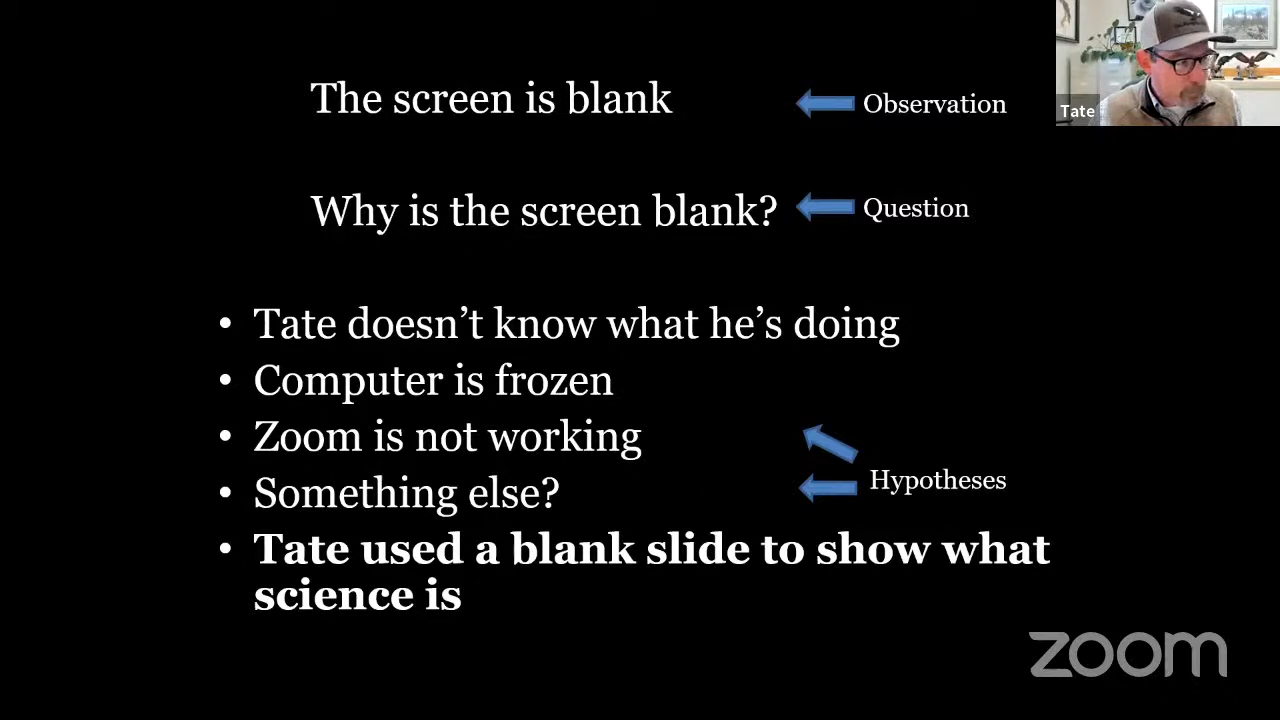 The screen is blank
Observation
Tate
Why is the screen blank?
Question
• Tate doesn’t know what he’s doing
• Computer is frozen
• Zoom is not working
• Something else?
Hypotheses
• Tate used a blank slide to show what
science is
zoom